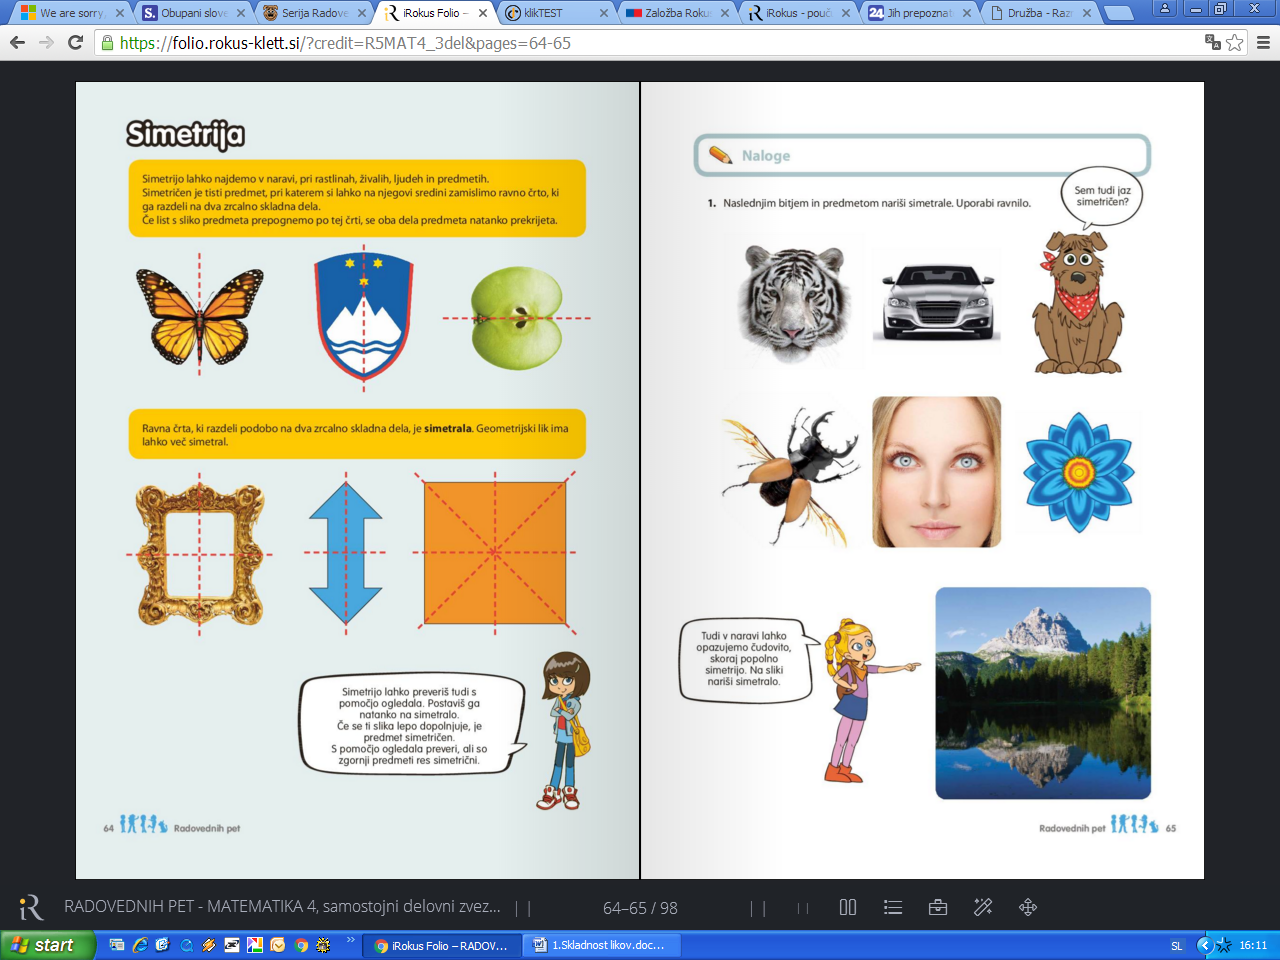 We are sorry,
Obupani slove
Serija Radove
iRokus Folio –
klikTEST
Založba Roku
iRokus - pouč
Jih prepoznat
Družba - Razr
https://folio.rokus-klett.si/?credit=R5MAT4_3del&pages=64-65
Simetrija
Simetrijo lahko najdemo v naravi, pri rastlinah, živalih, ljudeh in predmetih.
Simetričen je tisti predmet, pri katerem si lahko na njegovi sredini zamislimo ravno črto, ki
ga razdeli na dva zrcalno skladna dela.
Če list s sliko predmeta prepognemo po tej črti, se oba dela predmeta natanko prekrijeta.
Ravna črta, ki razdeli podobo na dva zrcalno skladna dela, je simetrala. Geometrijski lik ima
lahko več simetral.
Simetrijo lahko preveriš tudi s
pomočjo ogledala. Postaviš ga
natanko na simetralo.
Če se ti slika lepo dopolnjuje, je
predmet simetričen.
S pomočjo ogledala preveri, ali so
zgornji predmeti res simetrični.
64 Radovednih pet
Naloge
Sem tudi jaz
simetričen?
1. Naslednjim bitjem in predmetom nariši simetrale. Uporabi ravnilo.
Tudi v naravi lahko
opazujemo čudovito,
skoraj popolno
simetrijo. Na sliki
nariši simetralo.
Radovednih pet 65
iR RADOVEDNIH PET - MATEMATIKA 4, samostojni delovni zvez... 64–65 / 98
start
iRokus Folio – RADOV...
1.Skladnost likov.doc...
SL
16:11